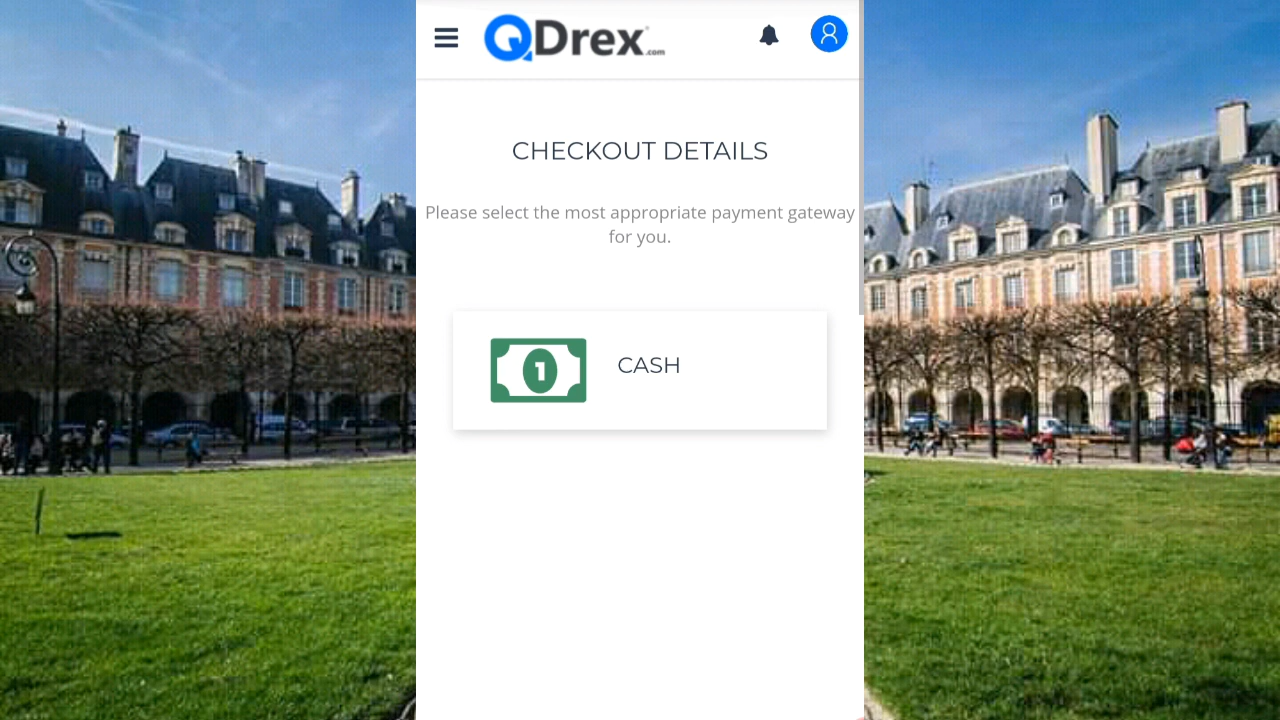 QDrex.com
CHECKOUT DETAILS
Please select the most appropriate payment gateway
for you.
1
CASH